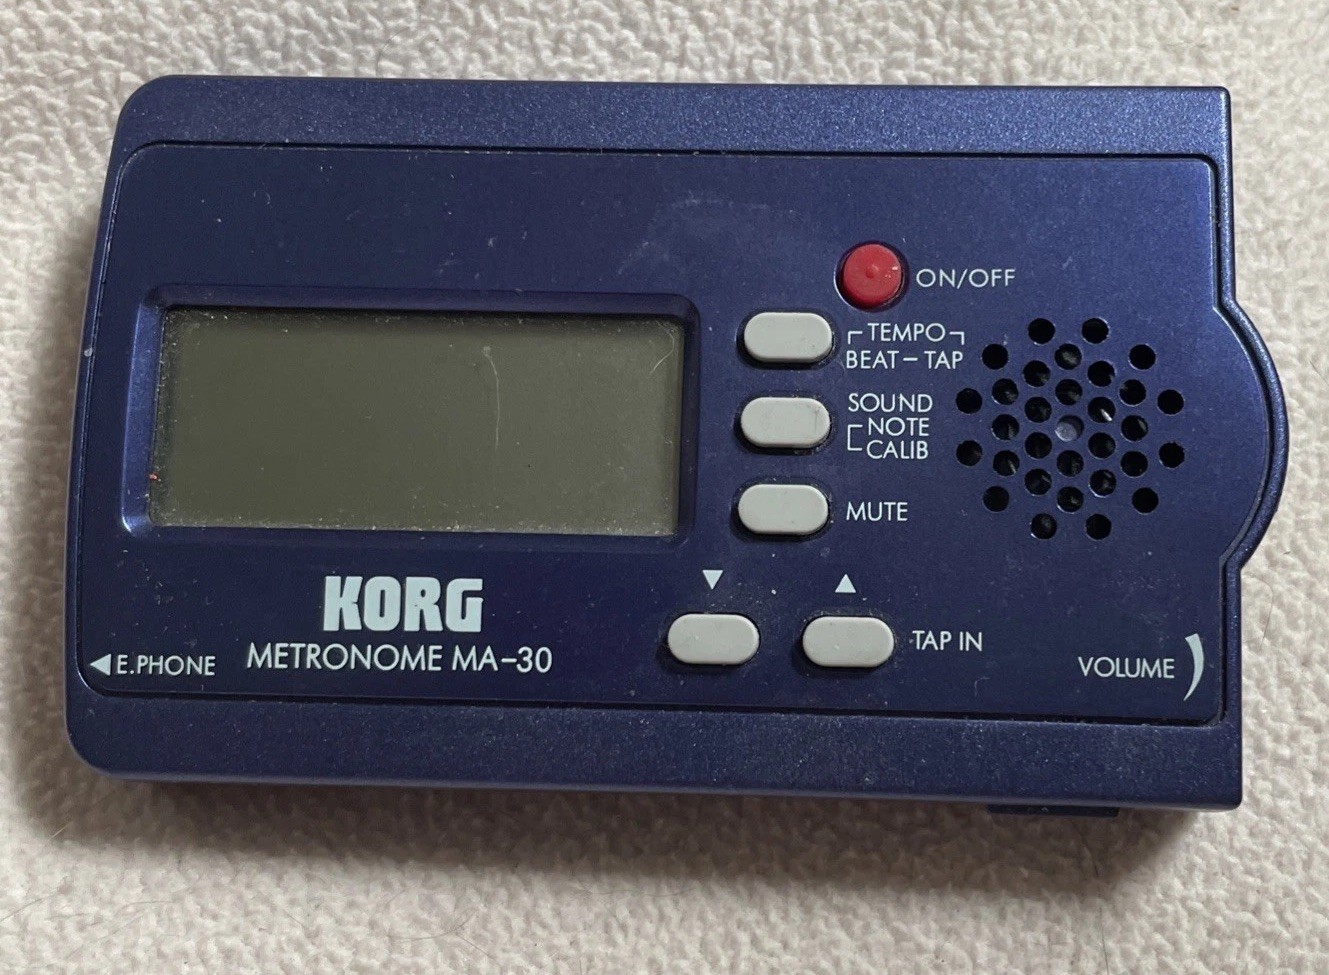 ON/OFF
TEMPO
BEAT–TAP
SOUND
NOTE
CALIB
MUTE
▼ ▲
KORG
TAP IN
METRONOME MA-30
◀ E.PHONE
VOLUME